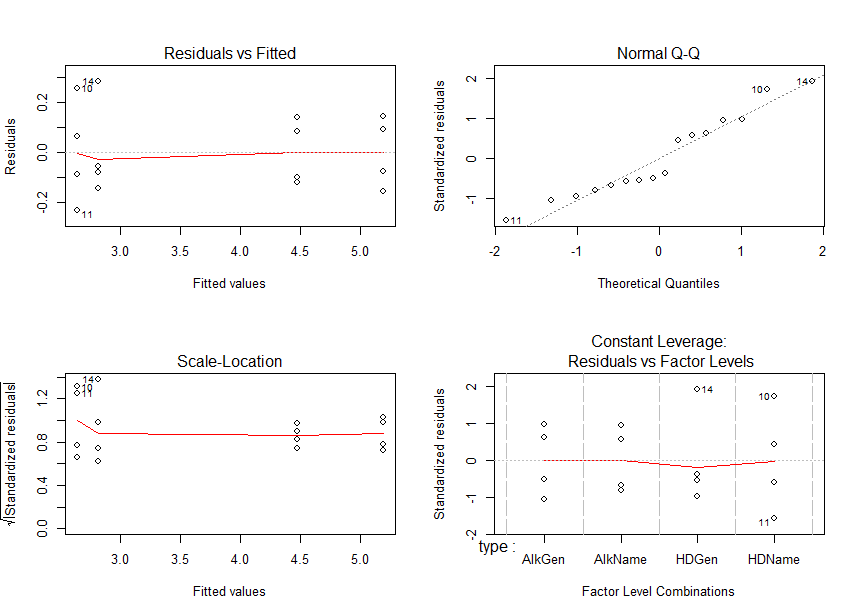 Residuals vs Fitted
Residuals
0.2
0.0
-0.2
14
10
11
3.0 3.5 4.0 4.5 5.0
Fitted values
Normal Q-Q
Standardized residuals
2
1
0
-1
10
14
11
-2 -1 0 1 2
Theoretical Quantiles
Scale-Location
√|Standardized residuals|
1.2
0.8
0.4
0.0
14
10
11
3.0 3.5 4.0 4.5 5.0
Fitted values
Constant Leverage:
Residuals vs Factor Levels
Standardized residuals
2
1
0
-1
-2
14
10
11
type :
AlkGen AlkName HDGen HDName
Factor Level Combinations